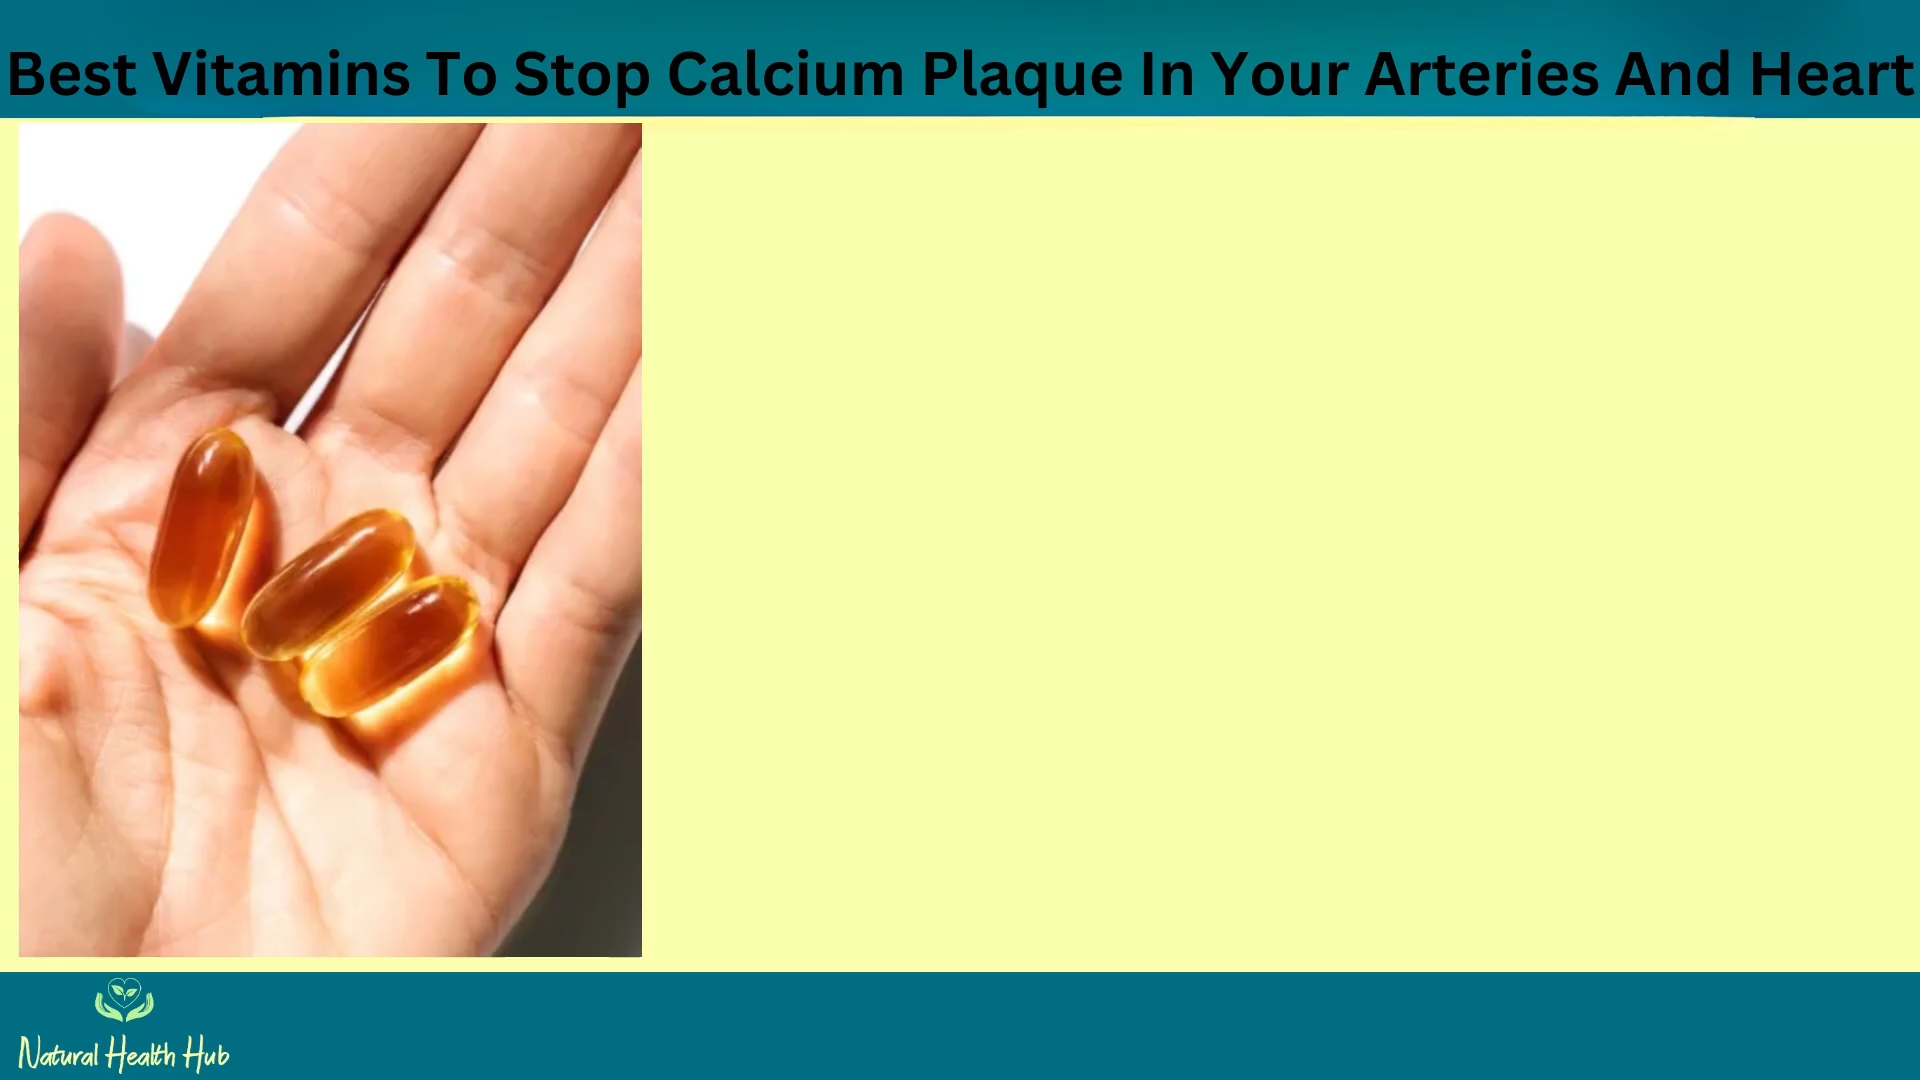 Best Vitamins To Stop Calcium Plaque In Your Arteries And Heart
Natural Health Hub